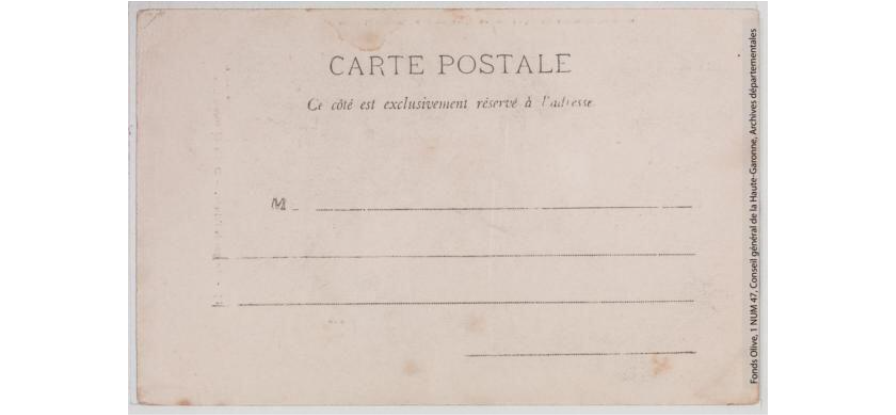 CARTE POSTALE
Ce côté est exclusivement réservé à l'adresse
M
Fonds Olive, 1 NUM 47, Conseil général de la Haute-Garonne, Archives départementales